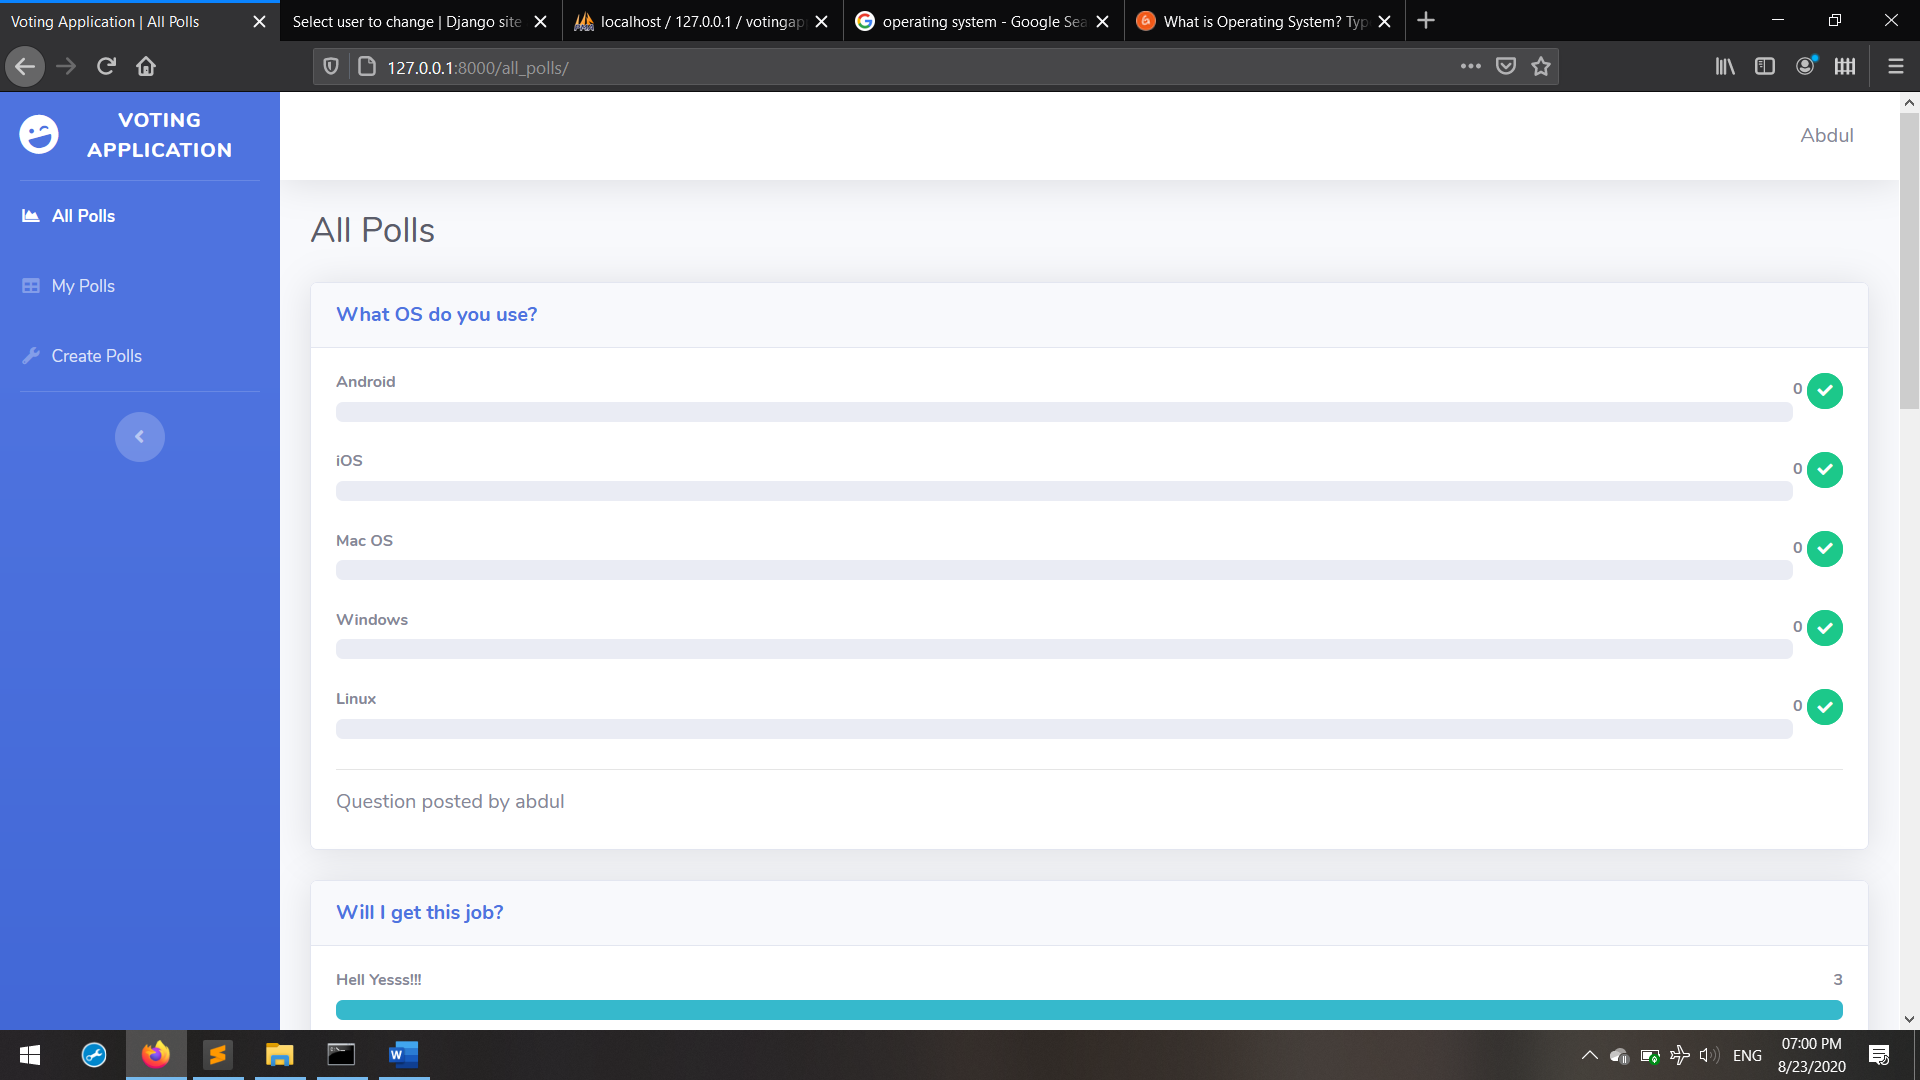 Voting Application | All Polls
Select user to change | Django site
localhost / 127.0.0.1 / votingap
operating system - Google Sea
What is Operating System? Typ
127.0.0.1:8000/all_polls/
VOTING
APPLICATION
Abdul
All Polls
My Polls
Create Polls
All Polls
What OS do you use?
Android
0
iOS
0
Mac OS
0
Windows
0
Linux
0
Question posted by abdul
Will I get this job?
Hell Yesss!!!
3
ENG
07:00 PM
8/23/2020